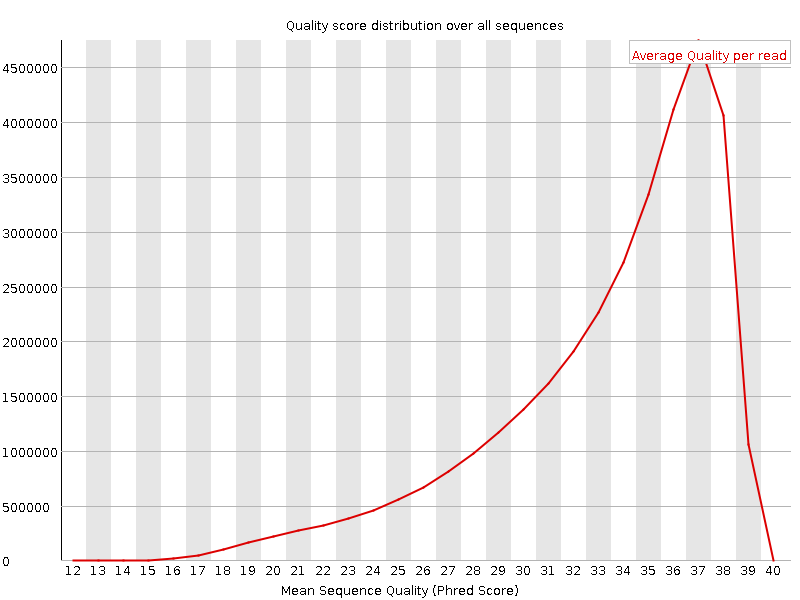 Quality score distribution over all sequences
Average Quality per read
4500000
4000000
3500000
3000000
2500000
2000000
1500000
1000000
500000
0
12 13 14 15 16 17 18 19 20 21 22 23 24 25 26 27 28 29 30 31 32 33 34 35 36 37 38 39 40
Mean Sequence Quality (Phred Score)